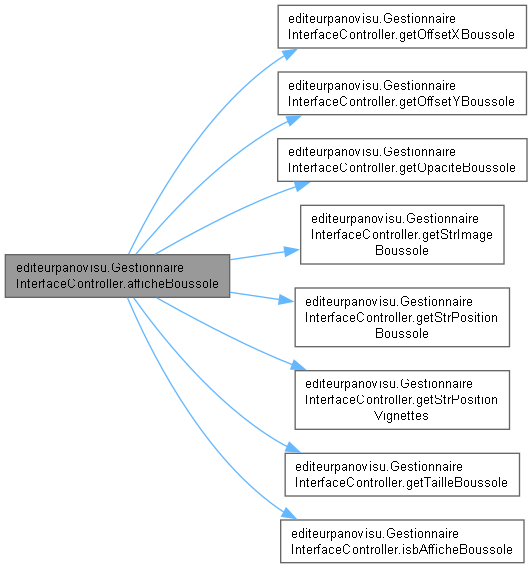 editeurpanovisu.Gestionnaire
InterfaceController.getOffsetXBoussole
editeurpanovisu.Gestionnaire
InterfaceController.getOffsetYBoussole
editeurpanovisu.Gestionnaire
InterfaceController.getOpaciteBoussole
editeurpanovisu.Gestionnaire
InterfaceController.getStrImage
Boussole
editeurpanovisu.Gestionnaire
InterfaceController.afficheBoussole
editeurpanovisu.Gestionnaire
InterfaceController.getStrPosition
Boussole
editeurpanovisu.Gestionnaire
InterfaceController.getStrPosition
Vignettes
editeurpanovisu.Gestionnaire
InterfaceController.getTailleBoussole
editeurpanovisu.Gestionnaire
InterfaceController.isbAfficheBoussole